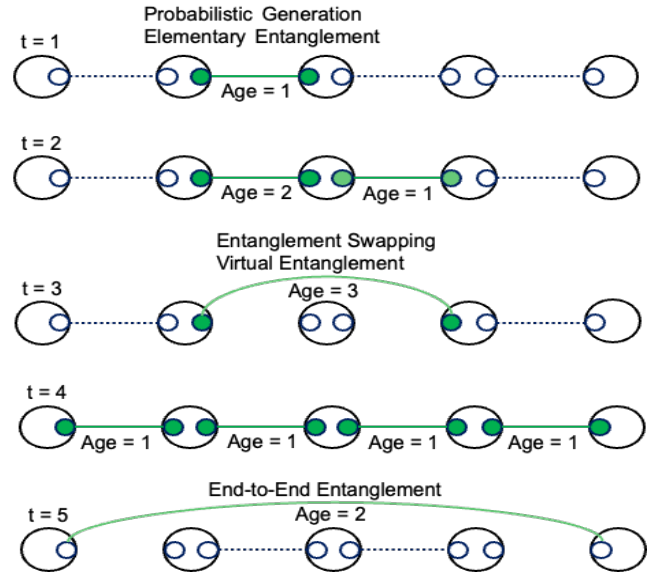 Probabilistic Generation
Elementary Entanglement
t = 1
Age = 1
t = 2
Age = 2
Age = 1
Entanglement Swapping
Virtual Entanglement
t = 3
Age = 3
t = 4
Age = 1
Age = 1
Age = 1
Age = 1
End-to-End Entanglement
t = 5
Age = 2